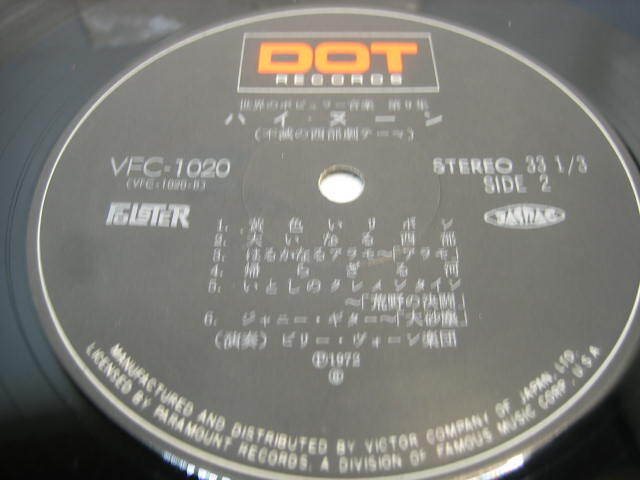 DOT
RECORDS
世界のポピュラー音楽 第9集
ハイ・ヌーン
(不滅の西部劇テーマ)
VFC-1020
(VFC-1020-B)
STEREO 33 1/3
SIDE 2
1. 黄色いリボン
2. 大いなる西部
3. はるかなるアラモ〜「アラモ」
4. 帰らざる河
5. いとしのクレメンタイン
〜「荒野の決闘」
6. ジャニー・ギター〜「大砂塵」
(演奏) ビリー・ヴォーン楽団
Ⓟ1972
MANUFACTURED AND DISTRIBUTED BY VICTOR COMPANY OF JAPAN, LTD.
LICENSED BY PARAMOUNT RECORDS, A DIVISION OF FAMOUS MUSIC CORP., U.S.A